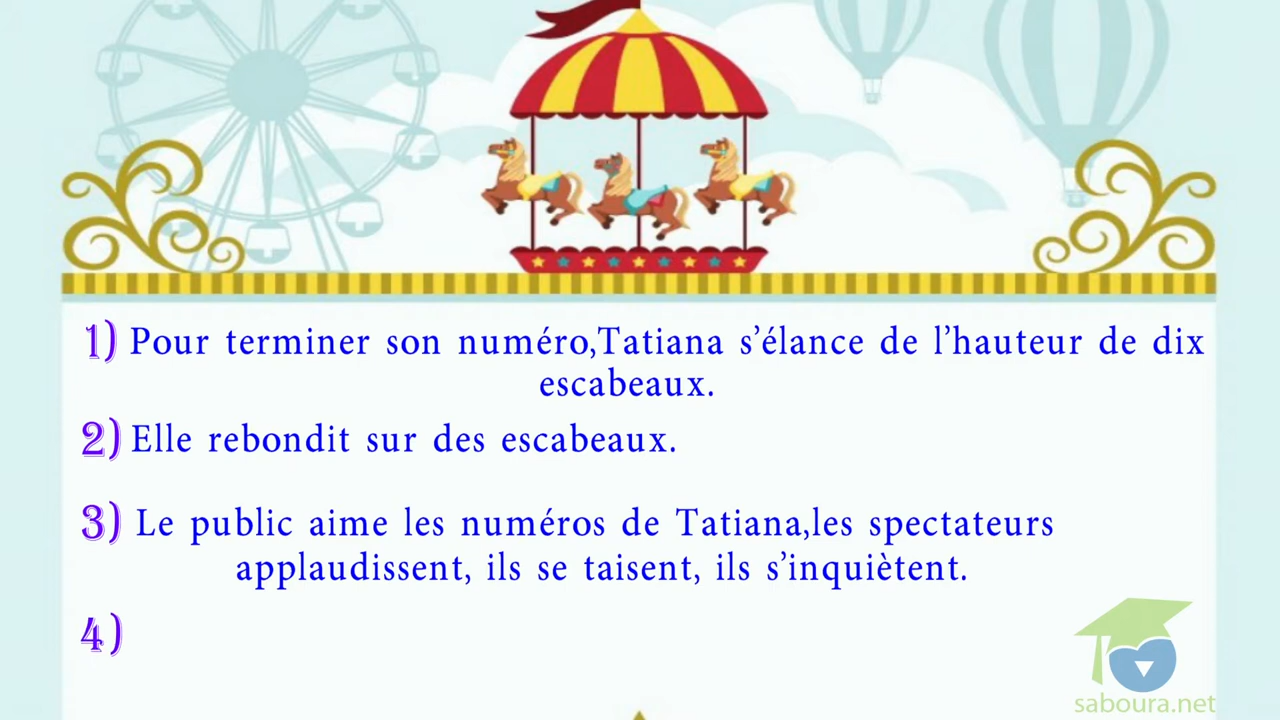 1) Pour terminer son numéro,Tatiana s’élance de l’hauteur de dix
escabeaux.
2) Elle rebondit sur des escabeaux.
3) Le public aime les numéros de Tatiana,les spectateurs
applaudissent, ils se taisent, ils s’inquiètent.
4)
saboura.net